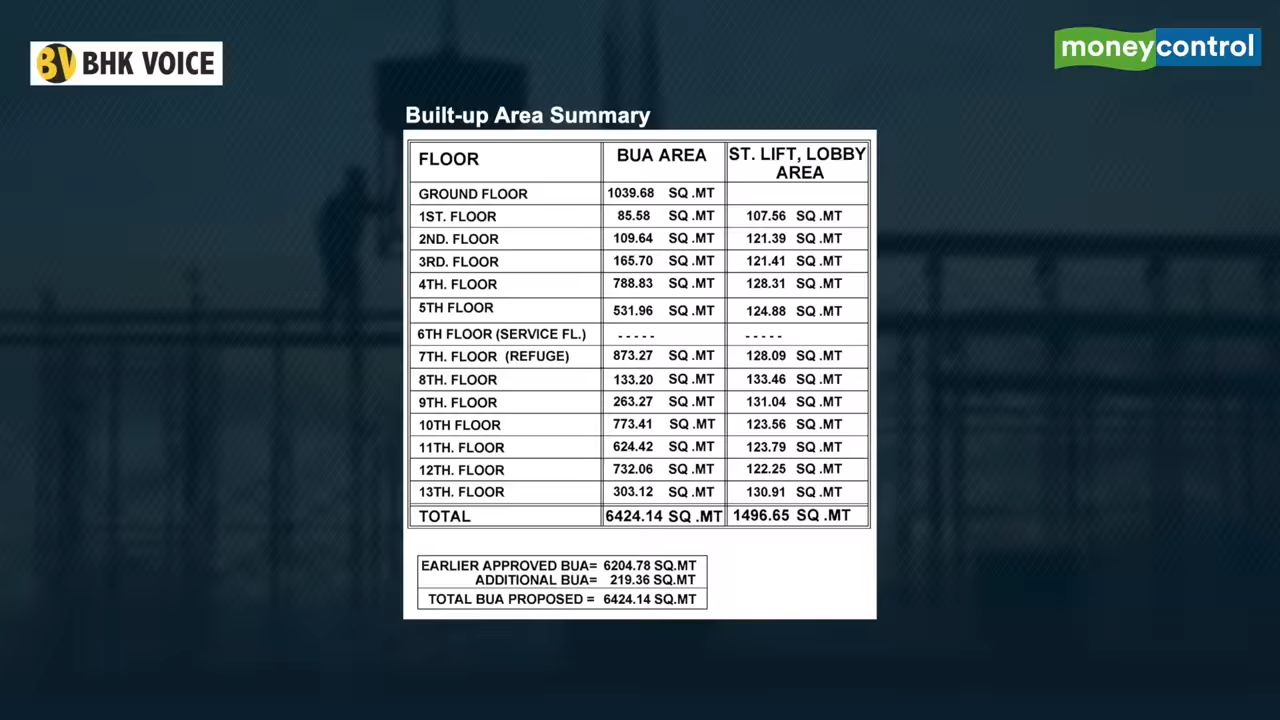 BV BHK VOICE
moneycontrol
Built-up Area Summary
FLOOR BUA AREA ST. LIFT, LOBBY
AREA
GROUND FLOOR 1039.68 SQ .MT
1ST. FLOOR 85.58 SQ .MT 107.56 SQ .MT
2ND. FLOOR 109.64 SQ .MT 121.39 SQ .MT
3RD. FLOOR 165.70 SQ .MT 121.41 SQ .MT
4TH. FLOOR 788.83 SQ .MT 128.31 SQ .MT
5TH FLOOR 531.96 SQ .MT 124.88 SQ .MT
6TH FLOOR (SERVICE FL.) - - - - - - - - - -
7TH. FLOOR (REFUGE) 873.27 SQ .MT 128.09 SQ .MT
8TH. FLOOR 133.20 SQ .MT 133.46 SQ .MT
9TH. FLOOR 263.27 SQ .MT 131.04 SQ .MT
10TH FLOOR 773.41 SQ .MT 123.56 SQ .MT
11TH. FLOOR 624.42 SQ .MT 123.79 SQ .MT
12TH. FLOOR 732.06 SQ .MT 122.25 SQ .MT
13TH. FLOOR 303.12 SQ .MT 130.91 SQ .MT
TOTAL 6424.14 SQ .MT 1496.65 SQ .MT
EARLIER APPROVED BUA= 6204.78 SQ.MT
ADDITIONAL BUA= 219.36 SQ.MT
TOTAL BUA PROPOSED = 6424.14 SQ.MT